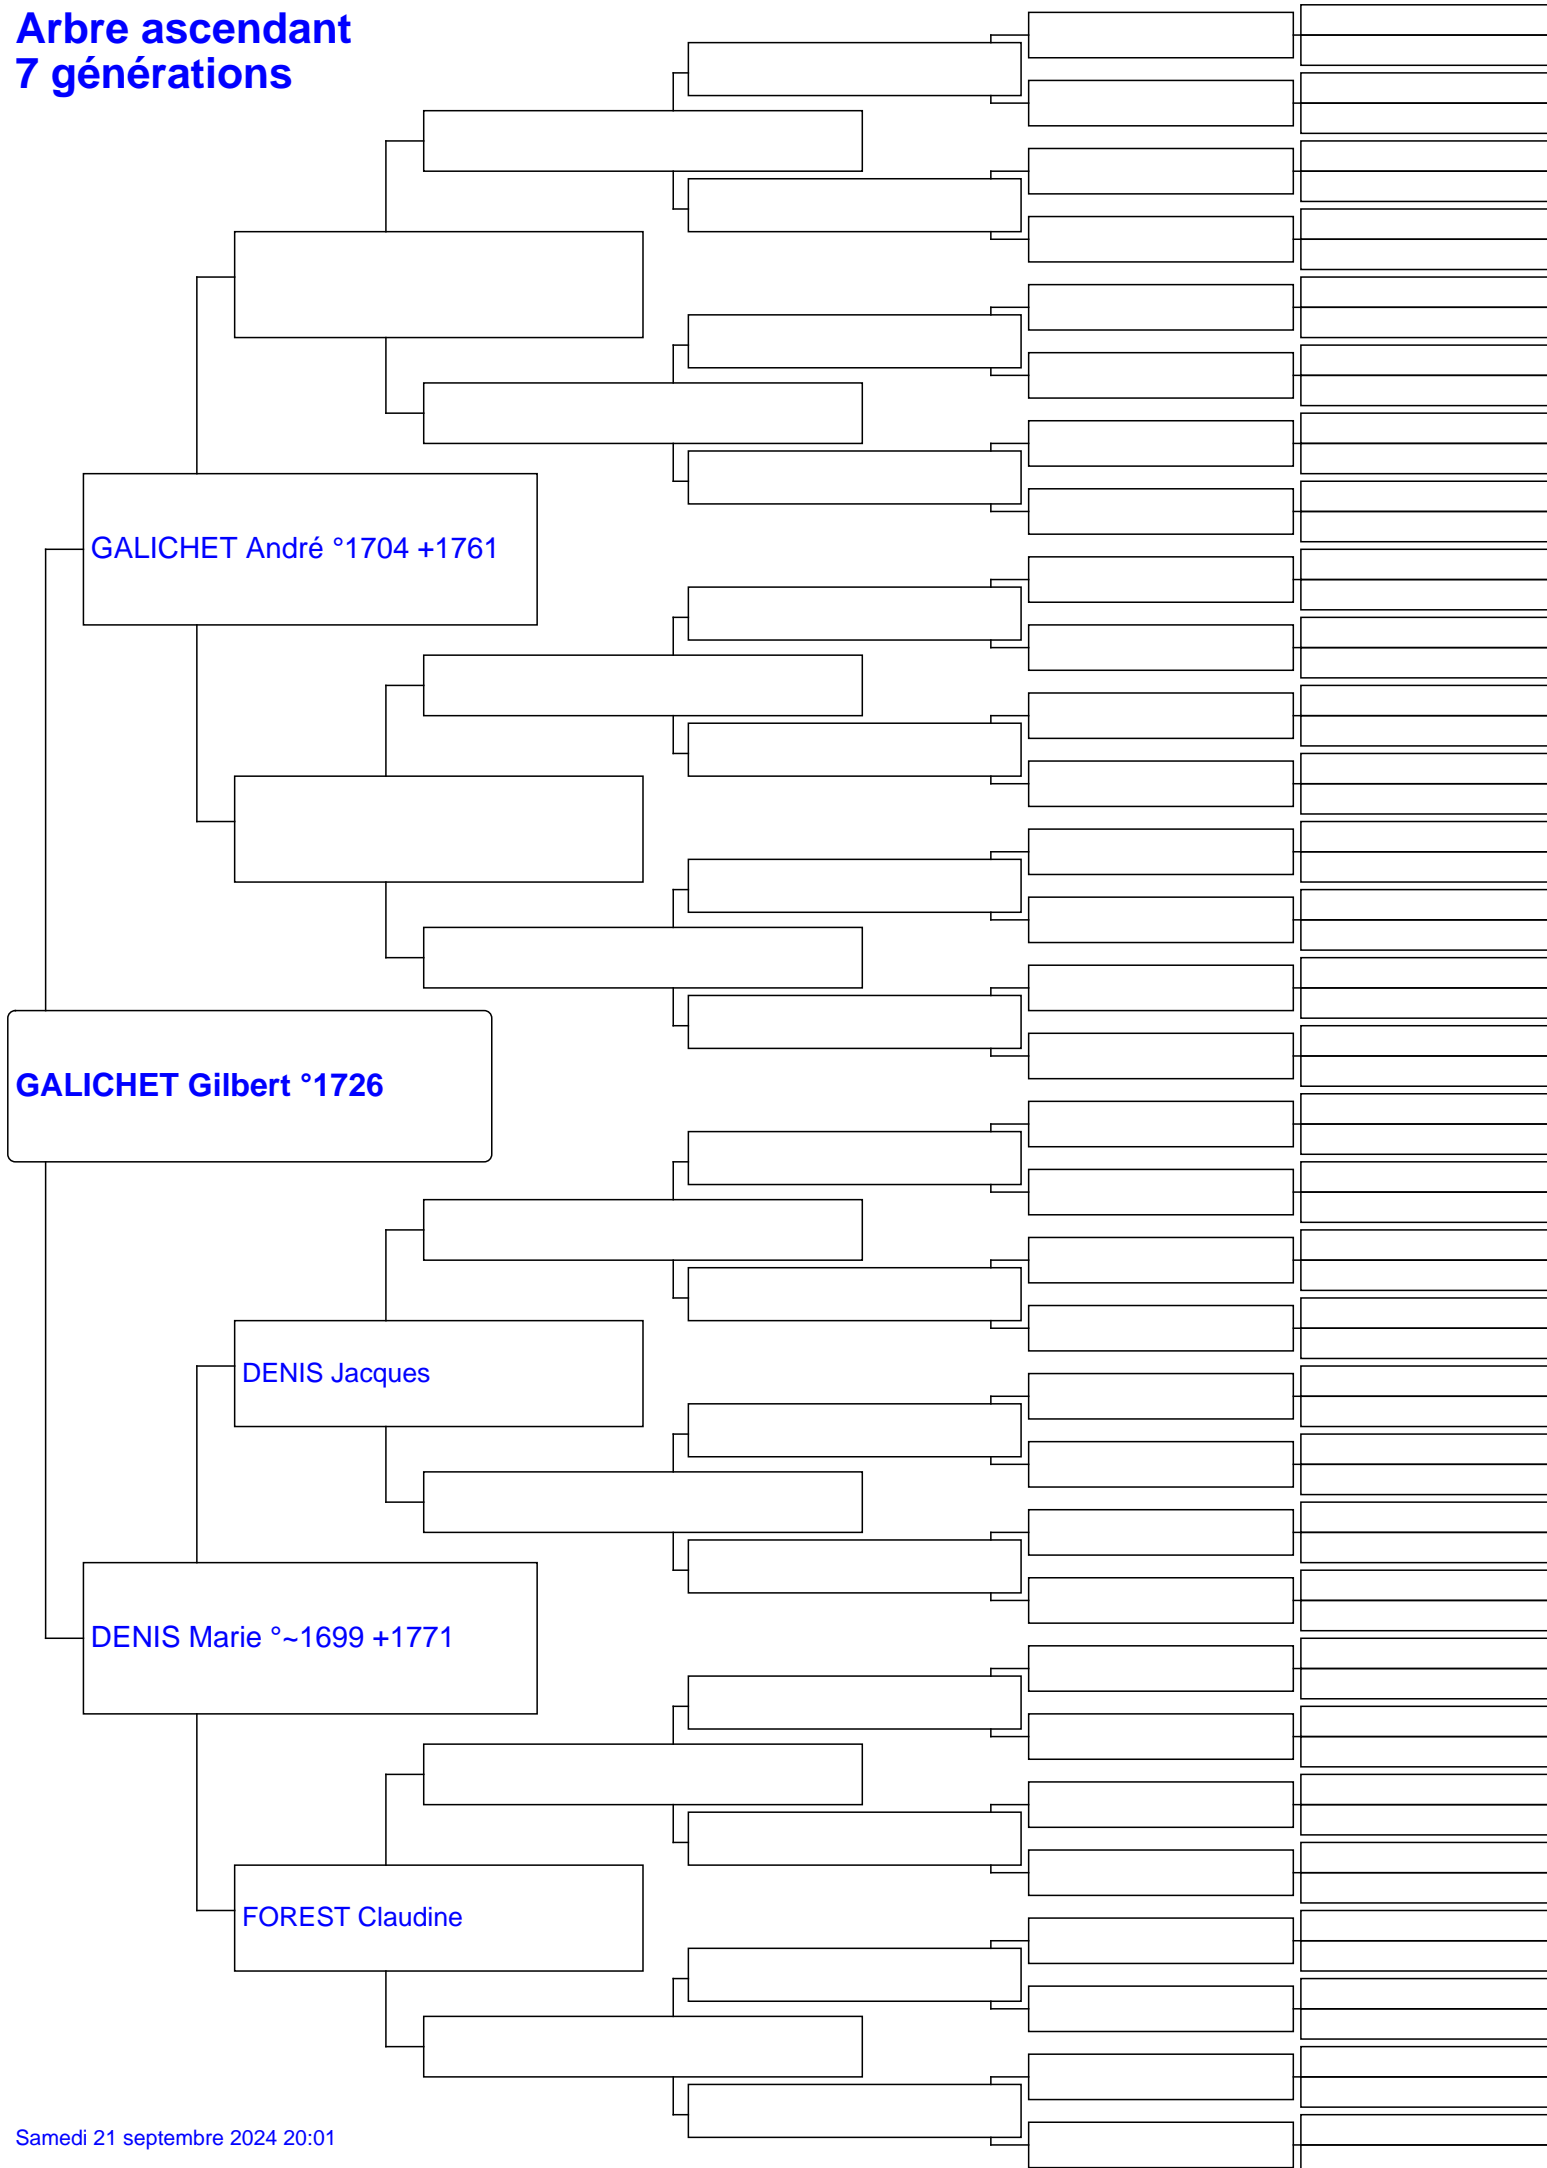 Arbre ascendant
7 générations
GALICHET André °1704 +1761
GALICHET Gilbert °1726
DENIS Jacques
DENIS Marie °~1699 +1771
FOREST Claudine
Samedi 21 septembre 2024 20:01